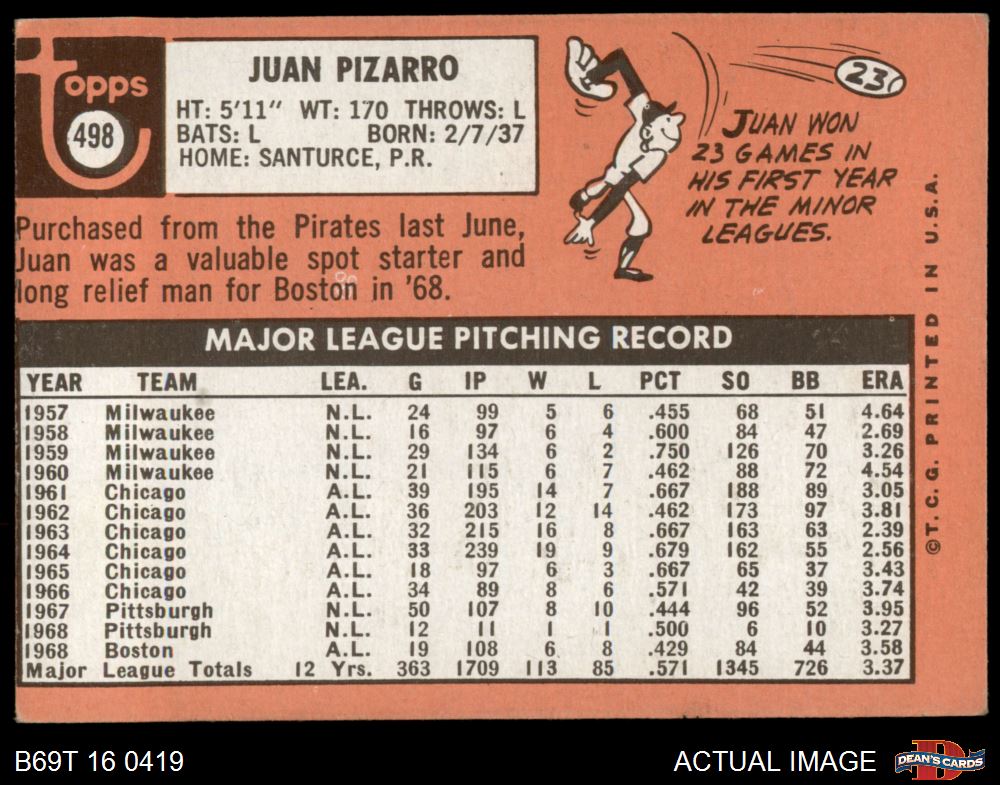 Topps
498
JUAN PIZARRO
HT: 5'11" WT: 170 THROWS: L
BATS: L BORN: 2/7/37
HOME: SANTURCE, P.R.
Purchased from the Pirates last June,
Juan was a valuable spot starter and
long relief man for Boston in '68.
23
JUAN WON
23 GAMES IN
HIS FIRST YEAR
IN THE MINOR
LEAGUES.
MAJOR LEAGUE PITCHING RECORD
YEAR TEAM LEA. G IP W L PCT SO BB ERA
1957 Milwaukee N.L. 24 99 5 6 .455 68 51 4.64
1958 Milwaukee N.L. 16 97 6 4 .600 84 47 2.69
1959 Milwaukee N.L. 29 134 6 2 .750 126 70 3.26
1960 Milwaukee N.L. 21 115 6 7 .462 88 72 4.54
1961 Chicago A.L. 39 195 14 7 .667 188 89 3.05
1962 Chicago A.L. 36 203 12 14 .462 173 97 3.81
1963 Chicago A.L. 32 215 16 8 .667 163 63 2.39
1964 Chicago A.L. 33 239 19 9 .679 162 55 2.56
1965 Chicago A.L. 18 97 6 3 .667 65 37 3.43
1966 Chicago A.L. 34 89 8 6 .571 42 39 3.74
1967 Pittsburgh N.L. 50 107 8 10 .444 96 52 3.95
1968 Pittsburgh N.L. 12 11 1 1 .500 6 10 3.27
1968 Boston A.L. 19 108 6 8 .429 84 44 3.58
Major League Totals 12 Yrs. 363 1709 113 85 .571 1345 726 3.37
©T. C. G. PRINTED IN U.S.A.
B69T 16 0419
ACTUAL IMAGE
DEAN'S CARDS